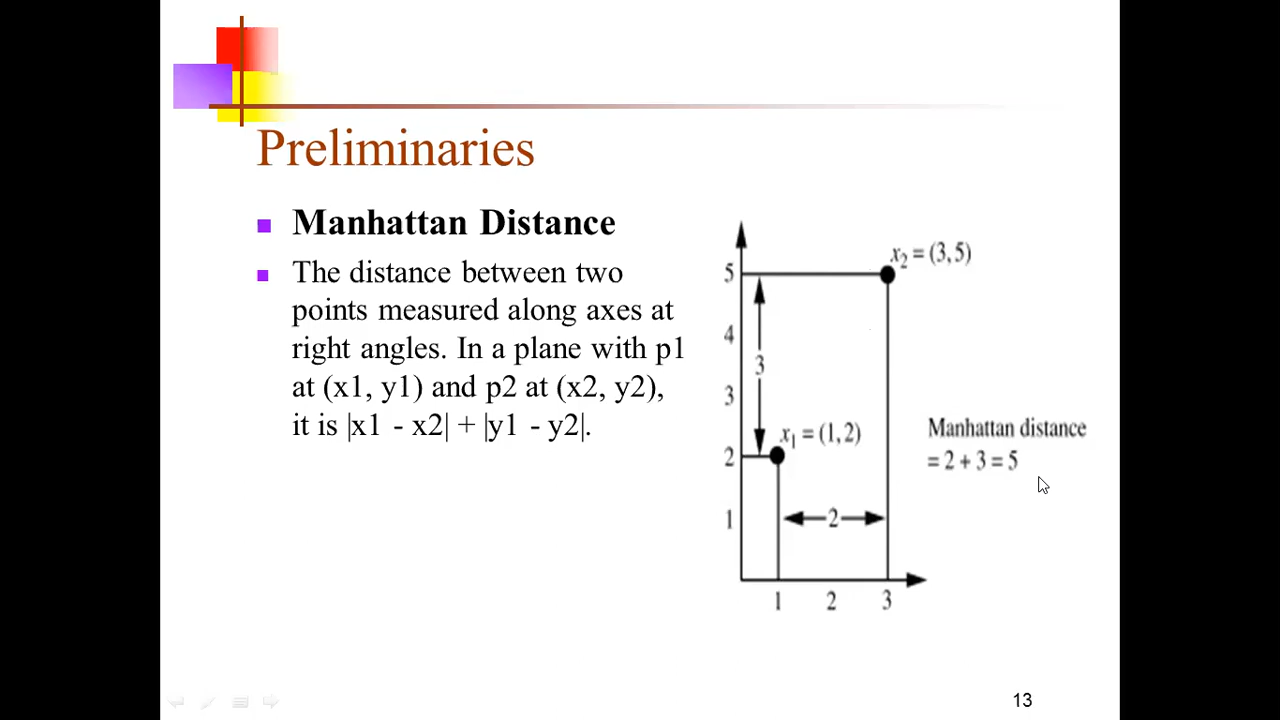 Preliminaries
Manhattan Distance
The distance between two
points measured along axes at
right angles. In a plane with p1
at (x1, y1) and p2 at (x2, y2),
it is |x1 - x2| + |y1 - y2|.
x₂ = (3, 5)
5
4
3
3
x₁ = (1, 2)
2
Manhattan distance
= 2 + 3 = 5
1
2
1 2 3
13